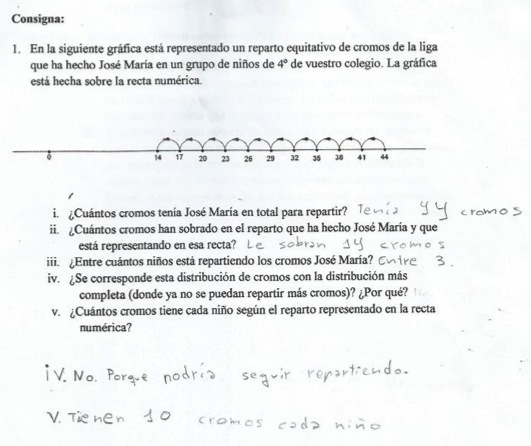 Consigna:
1. En la siguiente gráfica está representado un reparto equitativo de cromos de la liga
que ha hecho José María en un grupo de niños de 4º de vuestro colegio. La gráfica
está hecha sobre la recta numérica.
0 14 17 20 23 26 29 32 35 38 41 44
i. ¿Cuántos cromos tenía José María en total para repartir? Tenía 44 cromos
ii. ¿Cuántos cromos han sobrado en el reparto que ha hecho José María y que
está representando en esa recta? Le sobran 14 cromos
iii. ¿Entre cuántos niños está repartiendo los cromos José María? Entre 3.
iv. ¿Se corresponde esta distribución de cromos con la distribución más
completa (donde ya no se puedan repartir más cromos)? ¿Por qué? No
v. ¿Cuántos cromos tiene cada niño según el reparto representado en la recta
numérica?
iV. No. Porque podría seguir repartiendo.
V. Tienen 10 cromos cada niño